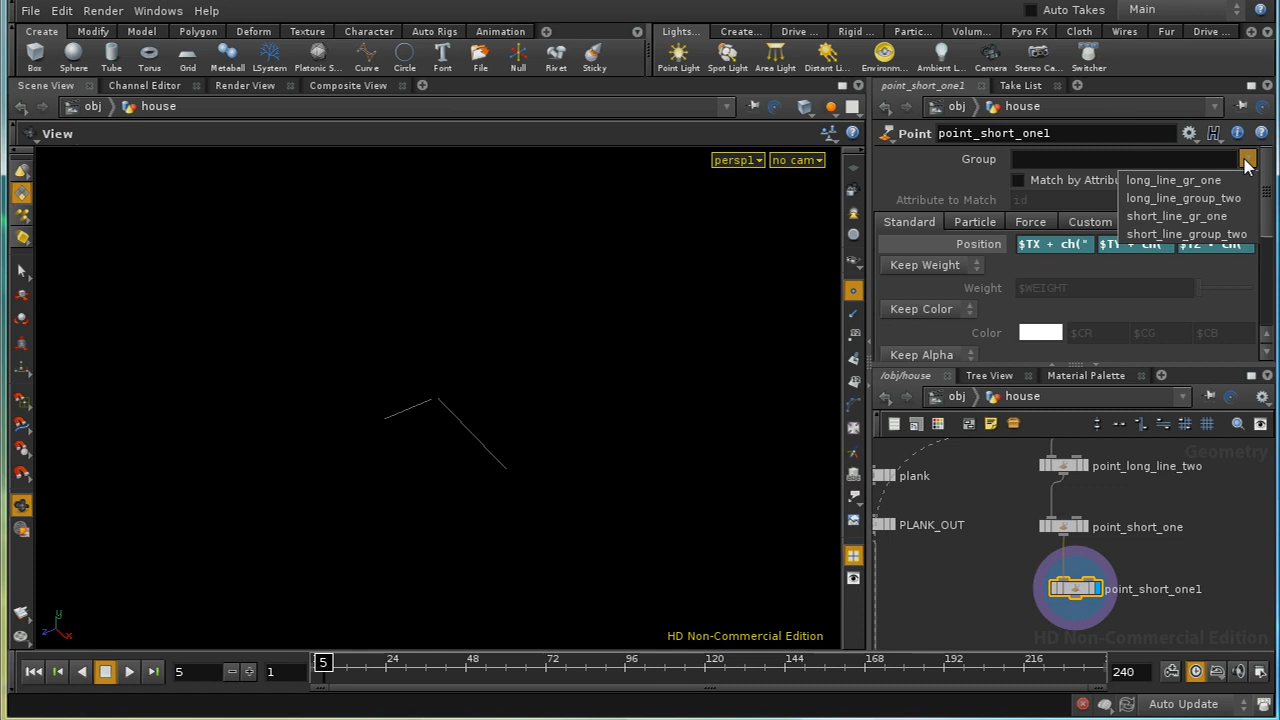 File Edit Render Windows Help Auto Takes Main
Create Modify Model Polygon Deform Texture Character Auto Rigs Animation Lights... Create... Drive ... Rigid ... Partic... Volum... Pyro FX Cloth Wires Fur Drive ...
Box Sphere Tube Torus Grid Metaball LSystem Platonic S... Curve Circle Font File Null Rivet Sticky Point Light Spot Light Area Light Distant Li... Environm... Ambient L... Camera Stereo Ca... Switcher
Scene View Channel Editor Render View Composite View point_short_one1 Take List
obj house obj house
View perspl no cam Point point_short_one1
Group
Match by Attribu long_line_gr_one
Attribute to Match id long_line_group_two
Standard Particle Force Custom short_line_gr_one
short_line_group_two
Position $TX + ch("
Keep Weight
Weight $WEIGHT
Keep Color
Color $CR $CG $CB
Keep Alpha
/obj/house Tree View Material Palette
obj house
Geometry
point_long_line_two
plank
PLANK_OUT point_short_one
point_short_one1
y z x
HD Non-Commercial Edition HD Non-Commercial Edition
5 1 5 24 48 72 96 120 144 168 192 216 240
Auto Update